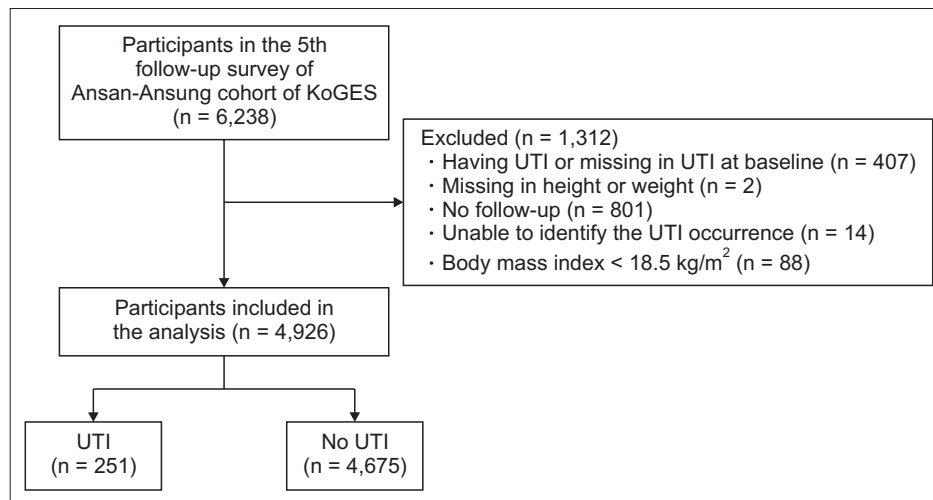 Participants in the 5th
follow-up survey of
Ansan-Ansung cohort of KoGES
(n = 6,238)
Excluded (n = 1,312)
· Having UTI or missing in UTI at baseline (n = 407)
· Missing in height or weight (n = 2)
· No follow-up (n = 801)
· Unable to identify the UTI occurrence (n = 14)
· Body mass index < 18.5 kg/m² (n = 88)
Participants included in
the analysis (n = 4,926)
UTI
(n = 251)
No UTI
(n = 4,675)